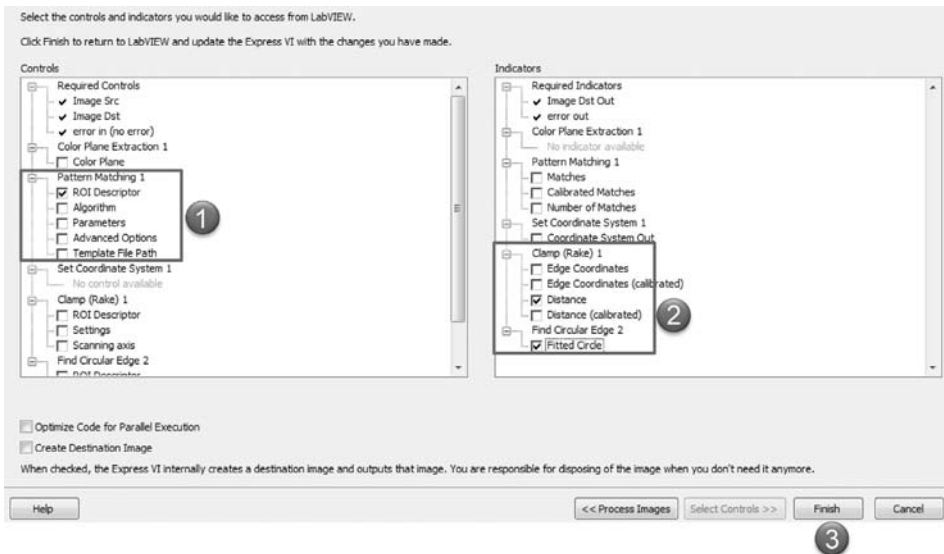 Select the controls and indicators you would like to access from LabVIEW.
Click Finish to return to LabVIEW and update the Express VI with the changes you have made.
Controls
Required Controls
Image Src
Image Dst
error in (no error)
Color Plane Extraction 1
Color Plane
Pattern Matching 1
ROI Descriptor
Algorithm
Parameters
Advanced Options
Template File Path
1
Set Coordinate System 1
No control available
Clamp (Rake) 1
ROI Descriptor
Settings
Scanning axis
Find Circular Edge 2
ROI Descriptor
Indicators
Required Indicators
Image Dst Out
error out
Color Plane Extraction 1
No indicator available
Pattern Matching 1
Matches
Calibrated Matches
Number of Matches
Set Coordinate System 1
Coordinate System Out
Clamp (Rake) 1
Edge Coordinates
Edge Coordinates (calibrated)
Distance
Distance (calibrated)
2
Find Circular Edge 2
Fitted Circle
Optimize Code for Parallel Execution
Create Destination Image
When checked, the Express VI internally creates a destination image and outputs that image. You are responsible for disposing of the image when you don't need it anymore.
Help
<< Process Images
Select Controls >>
Finish
Cancel
3